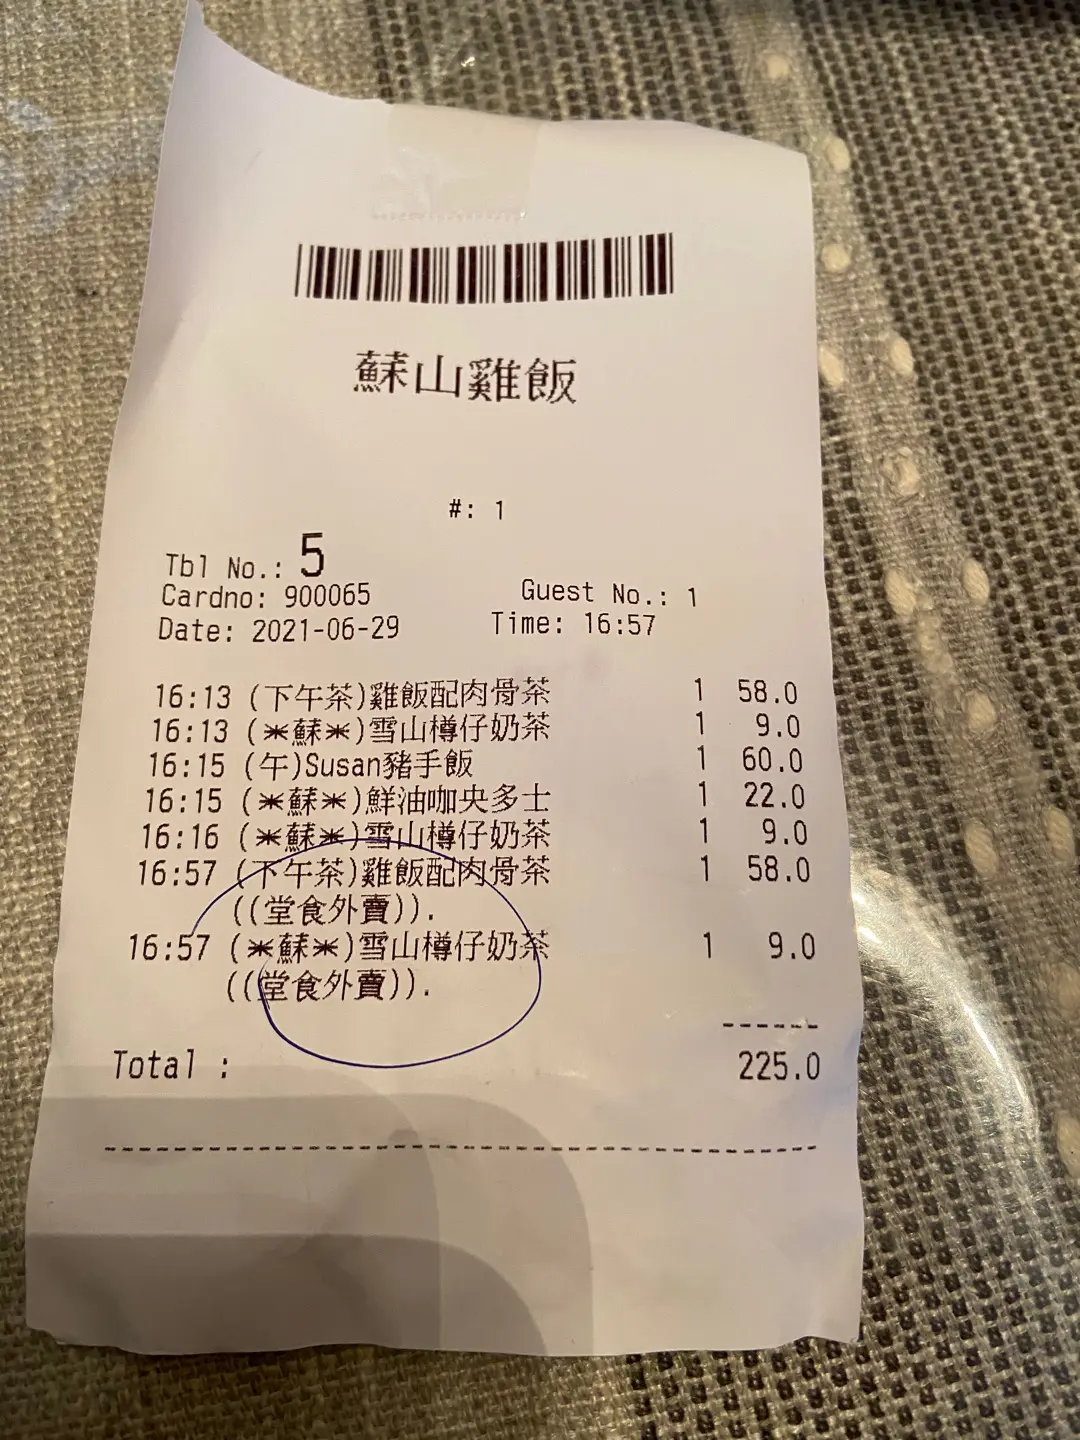 蘇山雞飯
#: 1
Tbl No.: 5
Cardno: 900065 Guest No.: 1
Date: 2021-06-29 Time: 16:57
16:13 (下午茶)雞飯配肉骨茶 1 58.0
16:13 (*蘇*)雪山樽仔奶茶 1 9.0
16:15 (午)Susan豬手飯 1 60.0
16:15 (*蘇*)鮮油咖央多士 1 22.0
16:16 (*蘇*)雪山樽仔奶茶 1 9.0
16:57 (下午茶)雞飯配肉骨茶 1 58.0
((堂食外賣)).
16:57 (*蘇*)雪山樽仔奶茶 1 9.0
((堂食外賣)).
------
Total : 225.0